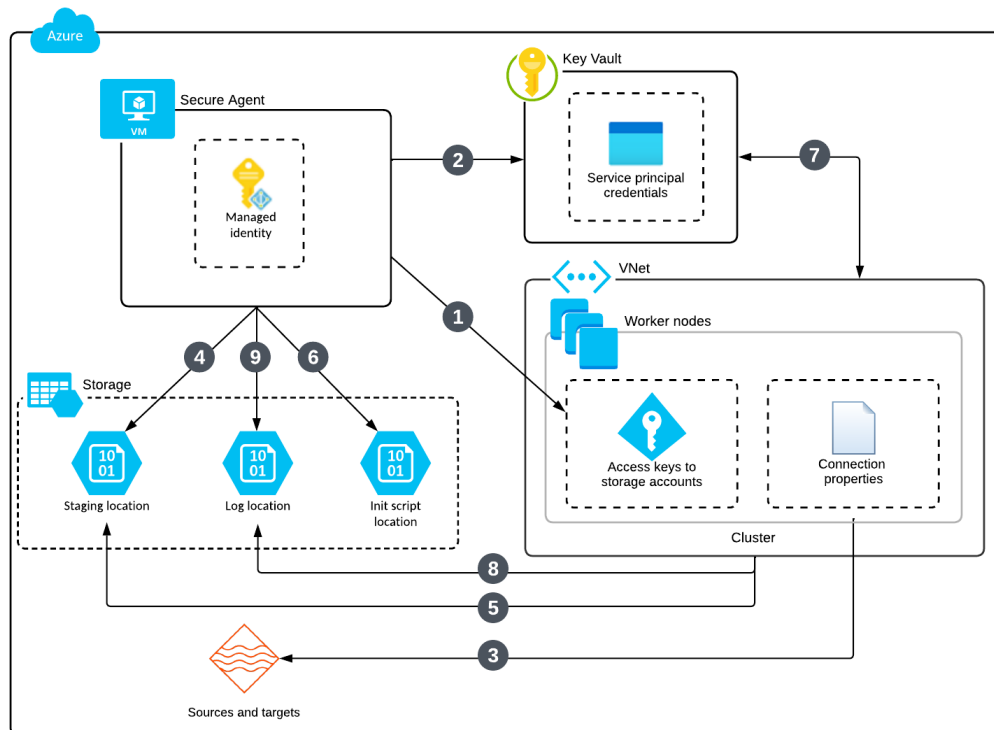 Azure
Key Vault
Secure Agent
VM
Managed
identity
2
Service principal
credentials
7
VNet
1
Worker nodes
4
9
6
Storage
10
01
10
01
10
01
Access keys to
storage accounts
Connection
properties
Staging location
Log location
Init script
location
Cluster
8
5
3
Sources and targets